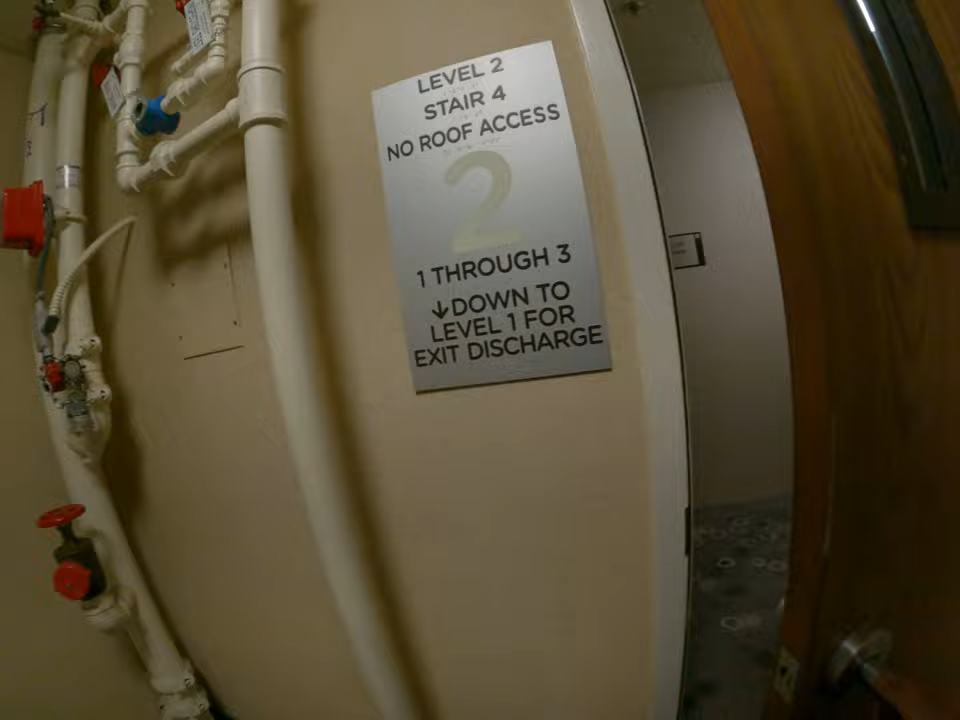 LEVEL 2
STAIR 4
NO ROOF ACCESS
2
1 THROUGH 3
↓DOWN TO
LEVEL 1 FOR
EXIT DISCHARGE